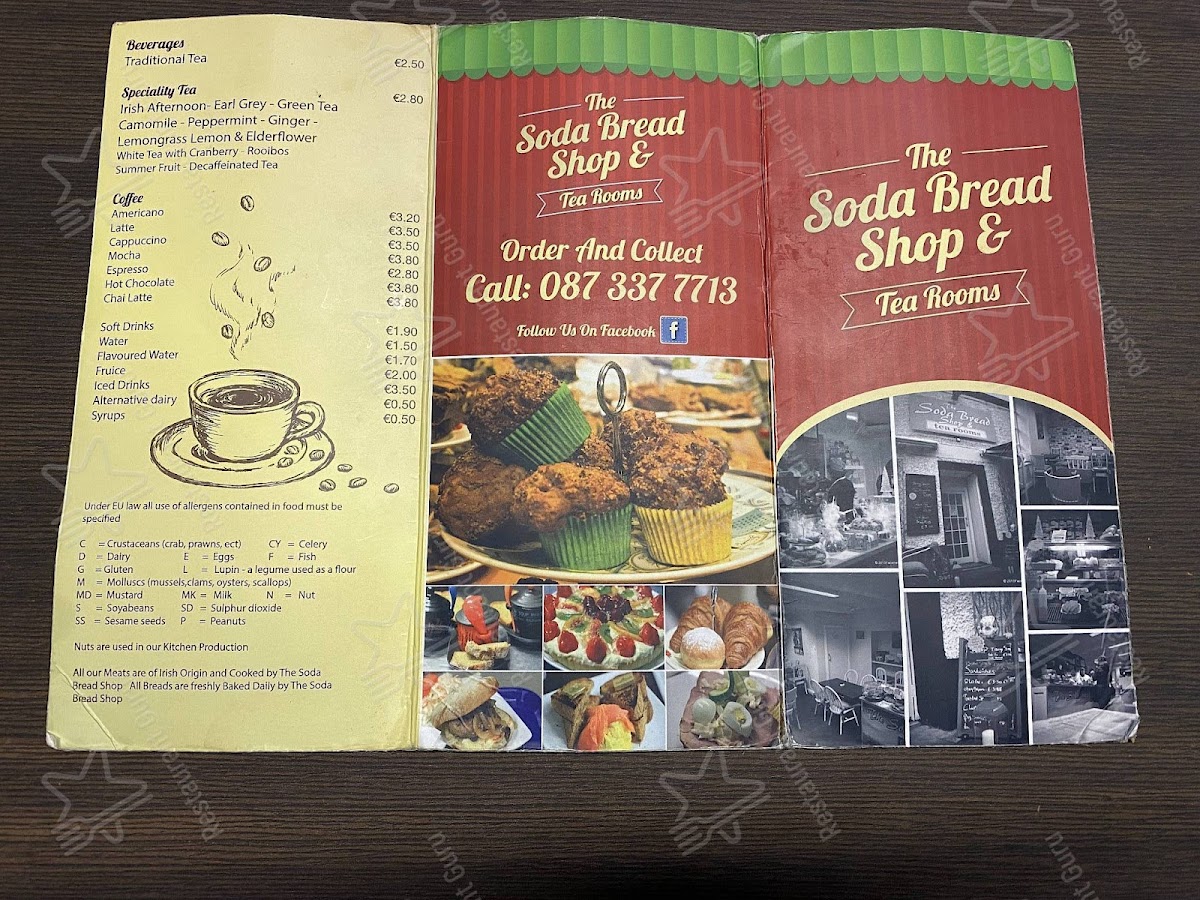 Beverages
Traditional Tea €2.50
Speciality Tea
Irish Afternoon- Earl Grey - Green Tea €2.80
Camomile - Peppermint - Ginger -
Lemongrass Lemon & Elderflower
White Tea with Cranberry - Rooibos
Summer Fruit - Decaffeinated Tea
Coffee
Americano €3.20
Latte €3.50
Cappuccino €3.50
Mocha €3.80
Espresso €2.80
Hot Chocolate €3.80
Chai Latte €3.80
Soft Drinks €1.90
Water €1.50
Flavoured Water €1.70
Fruice €2.00
Iced Drinks €3.50
Alternative dairy €0.50
Syrups €0.50
Under EU law all use of allergens contained in food must be
specified
C = Crustaceans (crab, prawns, ect) CY = Celery
D = Dairy E = Eggs F = Fish
G = Gluten L = Lupin - a legume used as a flour
M = Molluscs (mussels,clams, oysters, scallops)
MD = Mustard MK = Milk N = Nut
S = Soyabeans SD = Sulphur dioxide
SS = Sesame seeds P = Peanuts
Nuts are used in our Kitchen Production
All our Meats are of Irish Origin and Cooked by The Soda
Bread Shop All Breads are freshly Baked Daily by The Soda
Bread Shop
The
Soda Bread
Shop &
Tea Rooms
Order And Collect
Call: 087 337 7713
Follow Us On Facebook f
The
Soda Bread
Shop &
Tea Rooms
Soda Bread
Shop &
tea rooms
Restaurant Guru